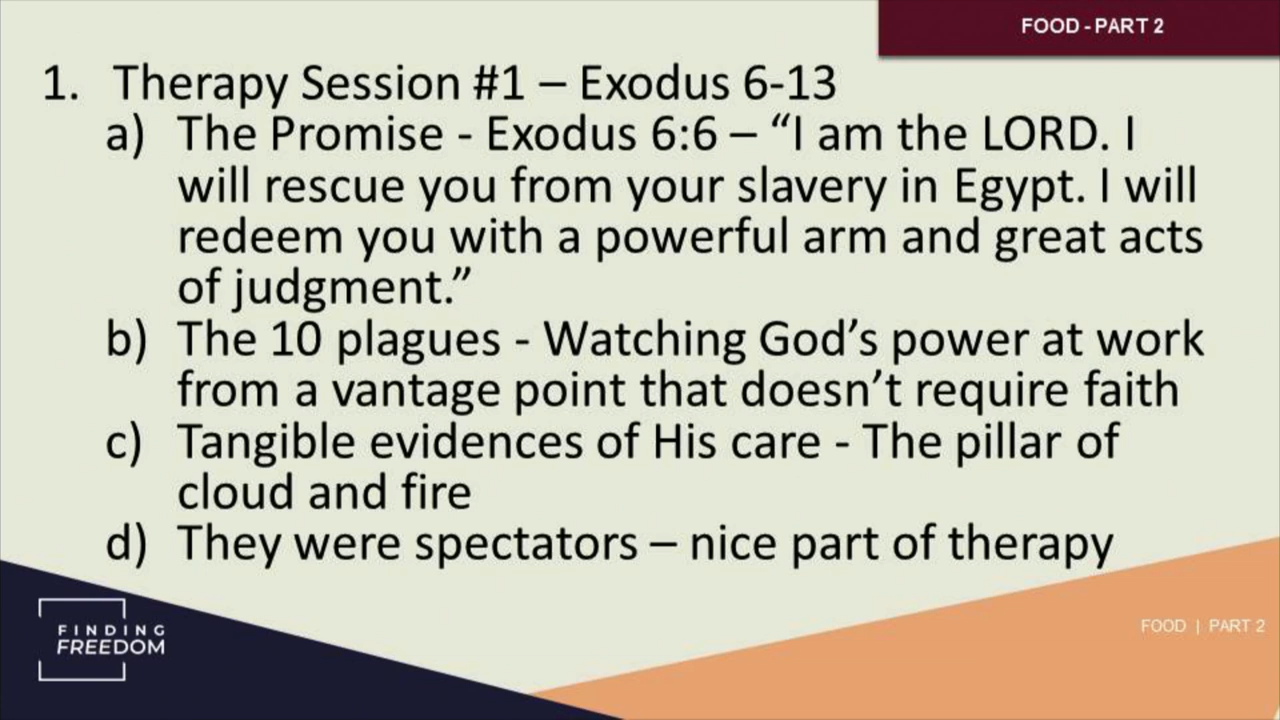 FOOD - PART 2
1. Therapy Session #1 – Exodus 6-13
a) The Promise - Exodus 6:6 – “I am the LORD. I
will rescue you from your slavery in Egypt. I will
redeem you with a powerful arm and great acts
of judgment.”
b) The 10 plagues - Watching God’s power at work
from a vantage point that doesn’t require faith
c) Tangible evidences of His care - The pillar of
cloud and fire
d) They were spectators – nice part of therapy
FINDING
FREEDOM
FOOD | PART 2